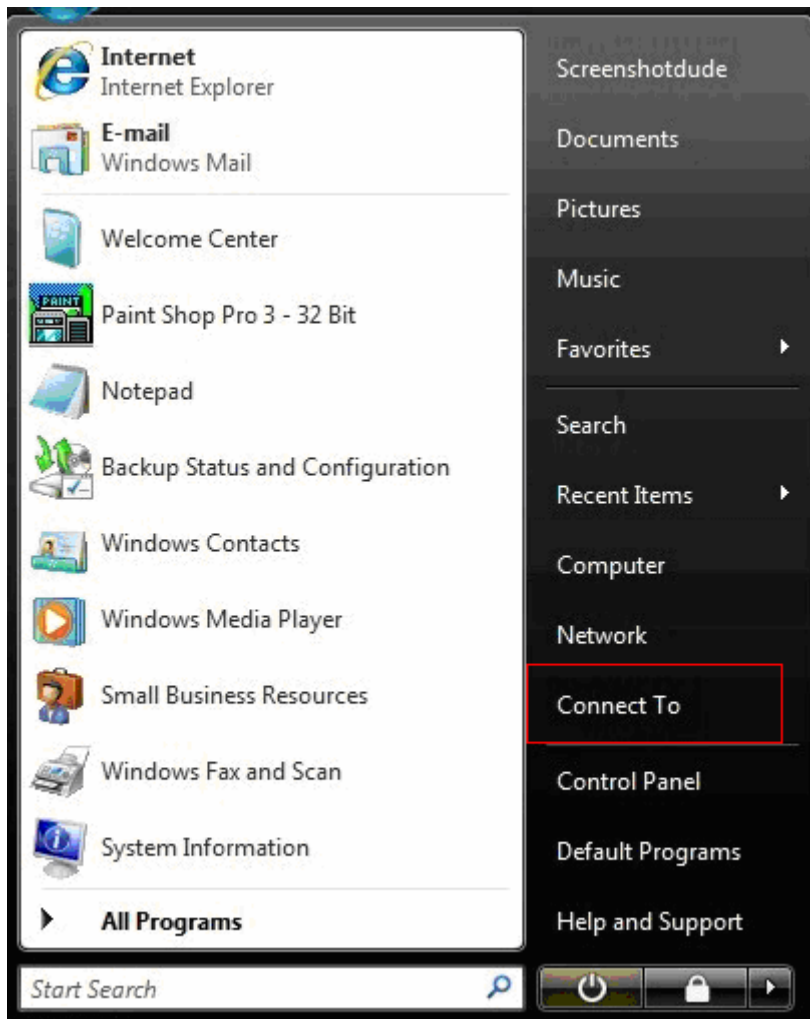 Internet
Internet Explorer
E-mail
Windows Mail
Welcome Center
PAINT
Paint Shop Pro 3 - 32 Bit
Notepad
Backup Status and Configuration
Windows Contacts
Windows Media Player
Small Business Resources
Windows Fax and Scan
System Information
All Programs
Start Search
Screenshotdude
Documents
Pictures
Music
Favorites
Search
Recent Items
Computer
Network
Connect To
Control Panel
Default Programs
Help and Support